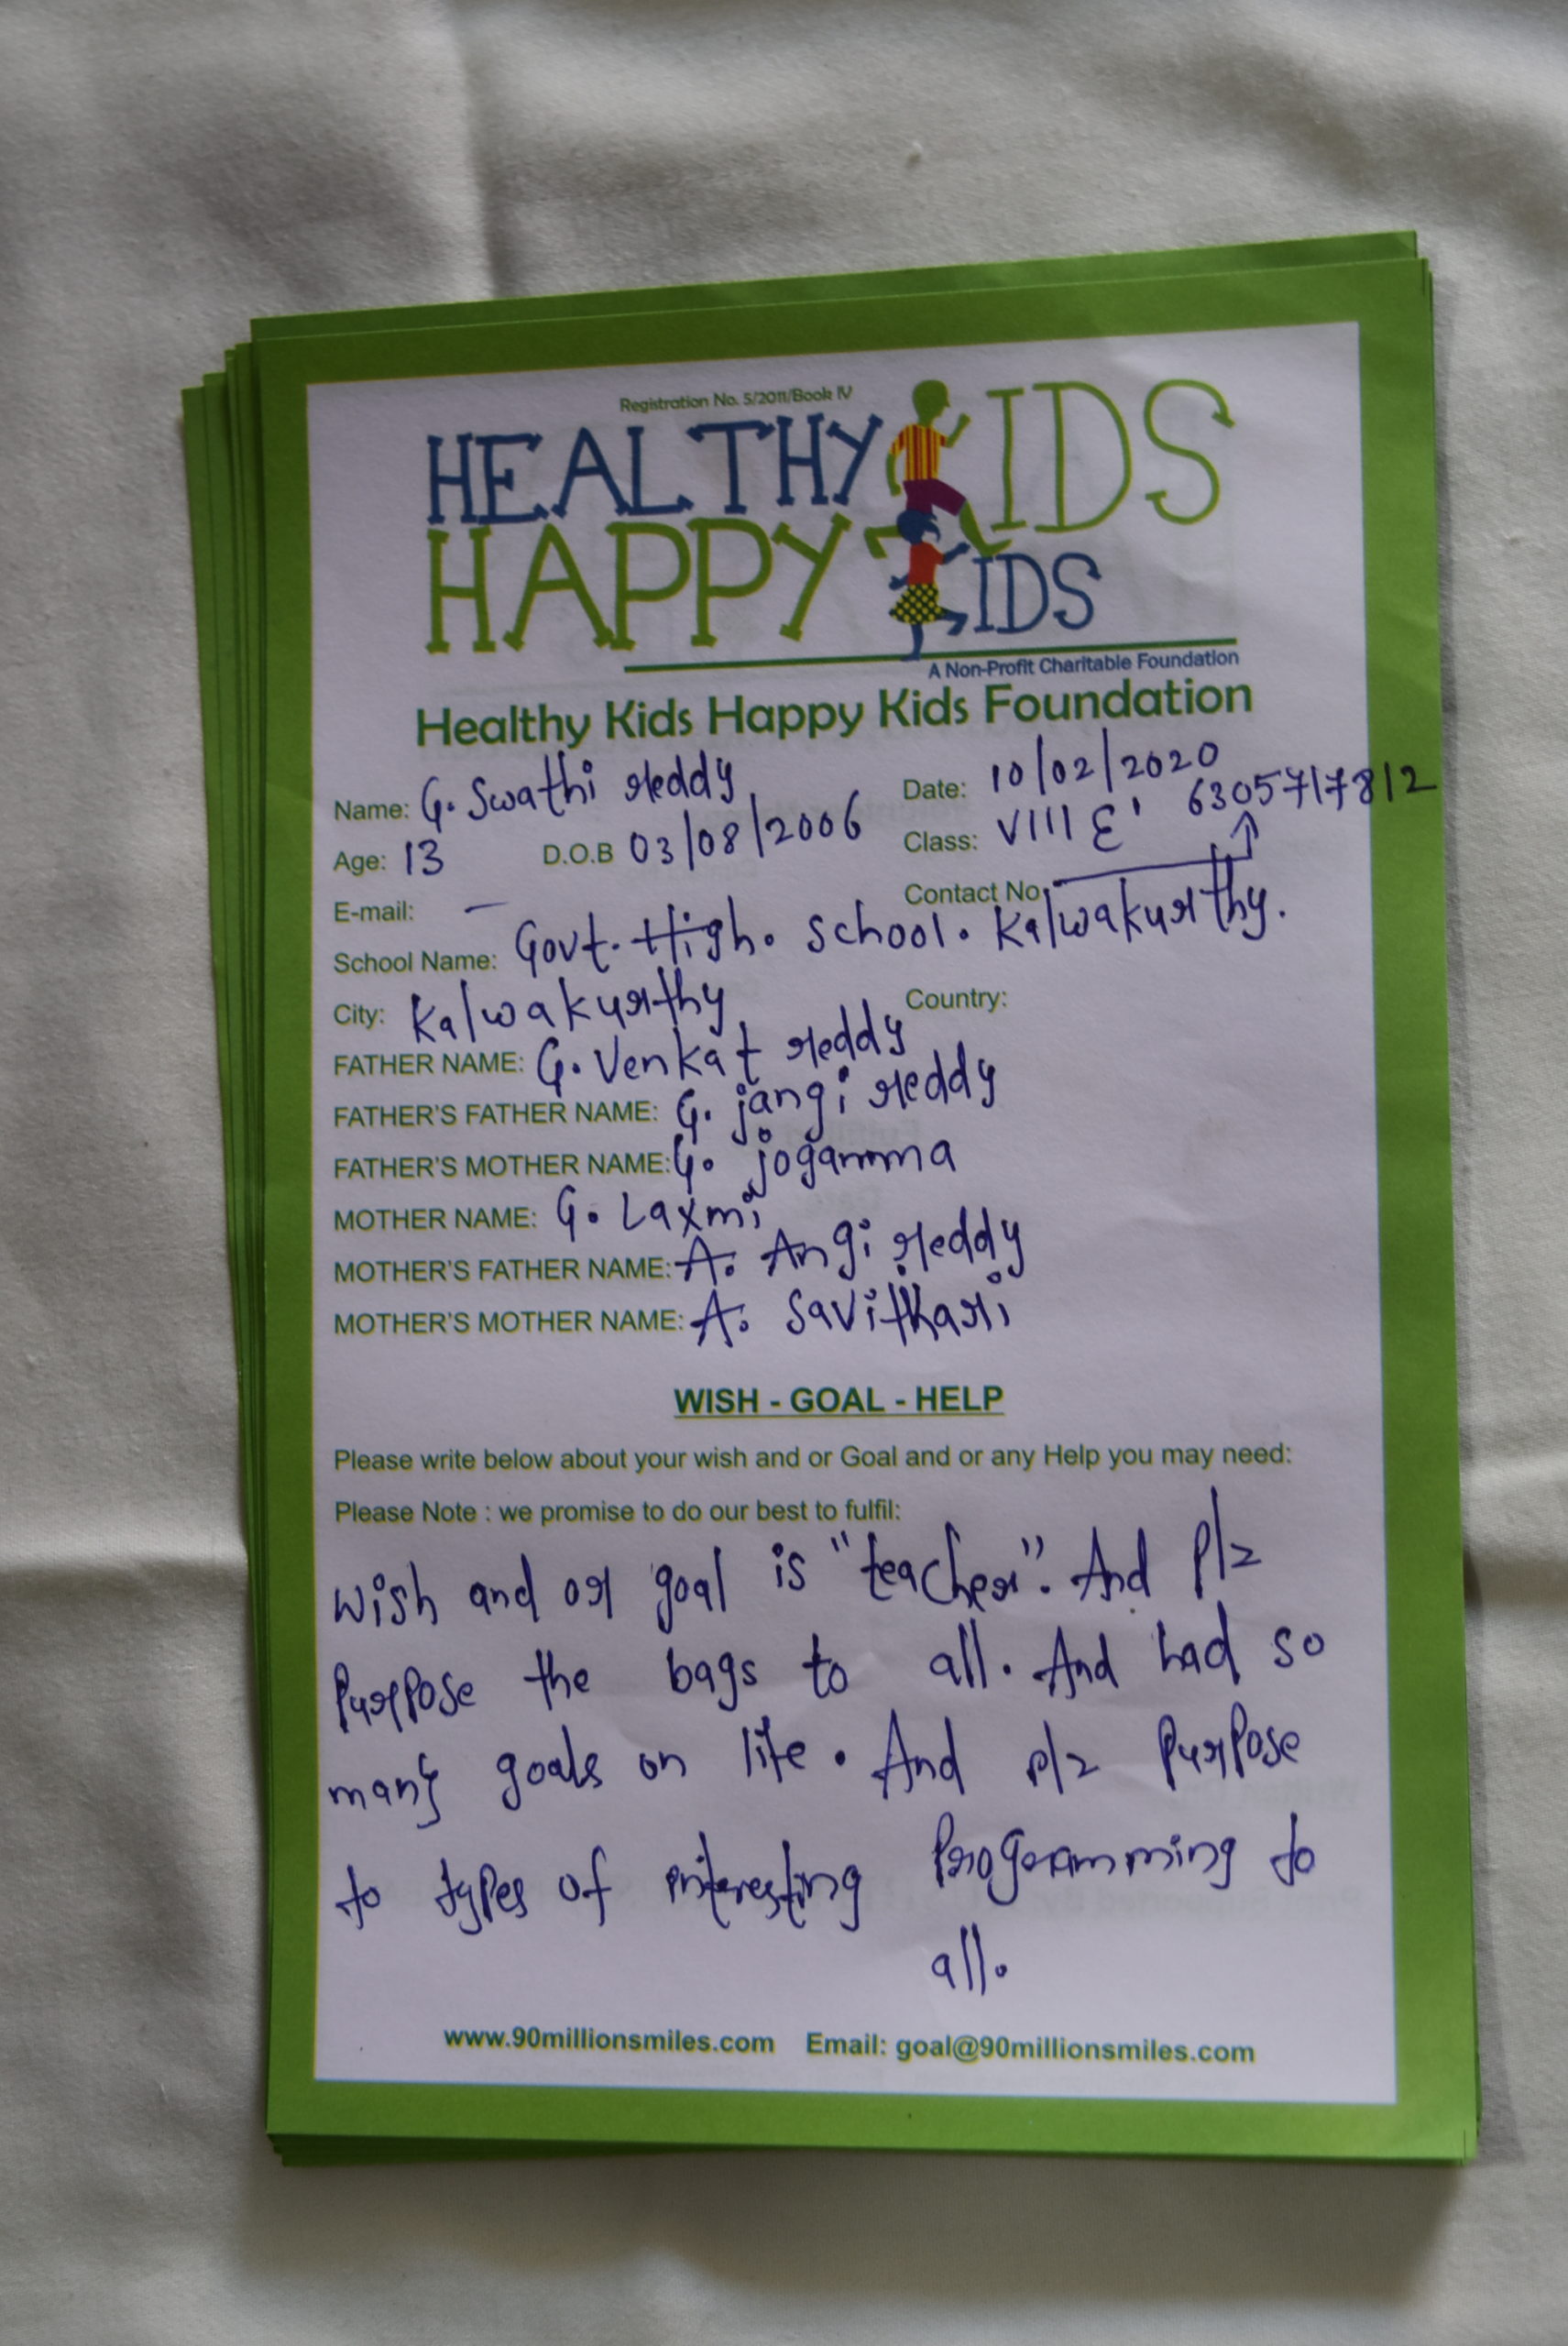 Registration No. 5/2011/Book IV
HEALTHY KIDS
HAPPY KIDS
A Non-Profit Charitable Foundation
Healthy Kids Happy Kids Foundation
Name: G. Swathi reddy Date: 10/02/2020
Age: 13 D.O.B 03/08/2006 Class: VIII E' 6305717812
E-mail: — Contact No
School Name: Govt. High. school. Kalwakurthy.
City: Kalwakurthy Country:
FATHER NAME: G. Venkat reddy
FATHER'S FATHER NAME: G. jangi reddy
FATHER'S MOTHER NAME: G. jogamma
MOTHER NAME: G. Laxmi
MOTHER'S FATHER NAME: A. Angi reddy
MOTHER'S MOTHER NAME: A. Savithari
WISH - GOAL - HELP
Please write below about your wish and or Goal and or any Help you may need:
Please Note : we promise to do our best to fulfil:
wish and or goal is "teacher". And plz
Purpose the bags to all. And had so
many goals on life. And plz Purpose
to types of interesting Programming to
all.
www.90millionsmiles.com Email: goal@90millionsmiles.com